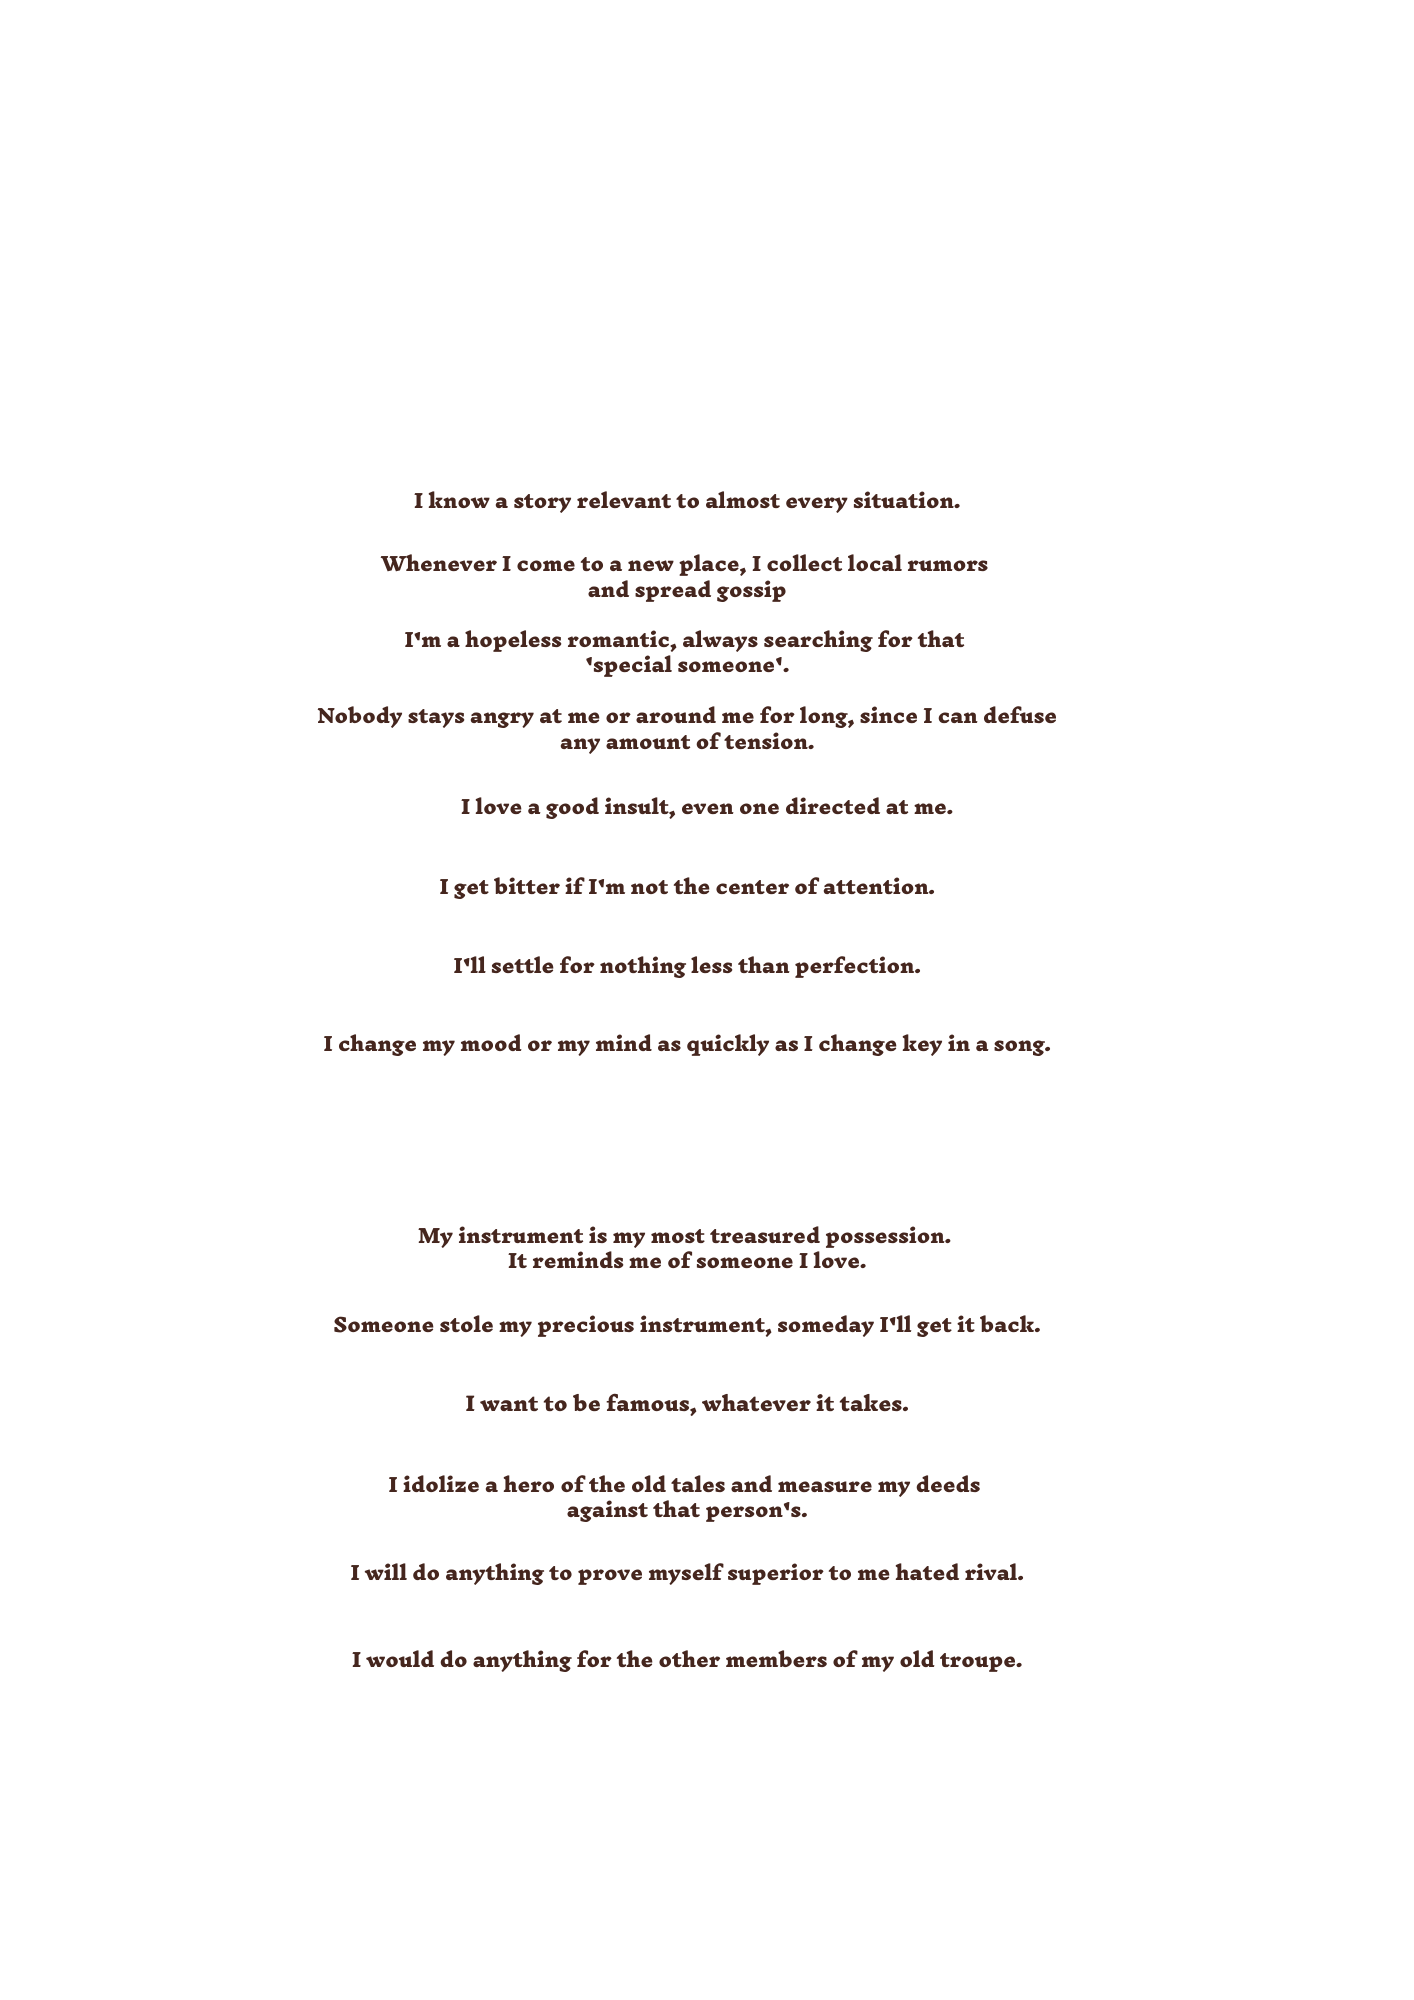 I know a story relevant to almost every situation.
Whenever I come to a new place, I collect local rumors
and spread gossip
I'm a hopeless romantic, always searching for that
'special someone'.
Nobody stays angry at me or around me for long, since I can defuse
any amount of tension.
I love a good insult, even one directed at me.
I get bitter if I'm not the center of attention.
I'll settle for nothing less than perfection.
I change my mood or my mind as quickly as I change key in a song.
My instrument is my most treasured possession.
It reminds me of someone I love.
Someone stole my precious instrument, someday I'll get it back.
I want to be famous, whatever it takes.
I idolize a hero of the old tales and measure my deeds
against that person's.
I will do anything to prove myself superior to me hated rival.
I would do anything for the other members of my old troupe.